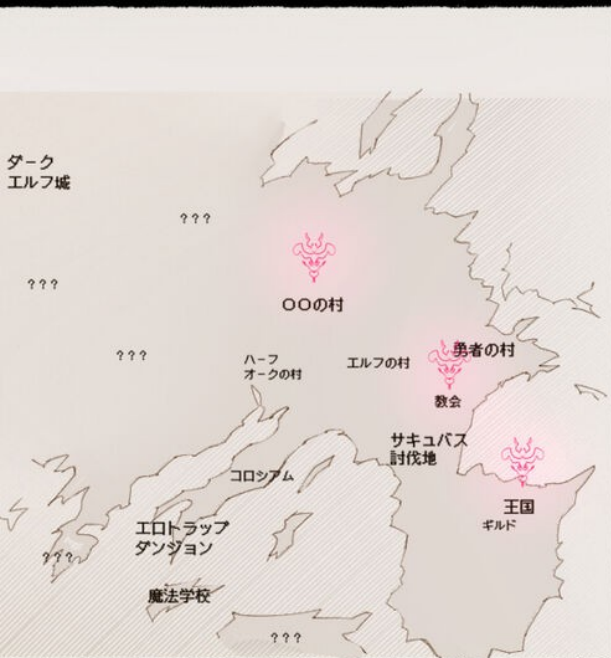 ダーク
エルフ城
???
???
〇〇の村
???
ハーフ
オークの村
エルフの村
勇者の村
教会
サキュバス
討伐地
コロシアム
王国
ギルド
エロトラップ
ダンジョン
???
魔法学校
???